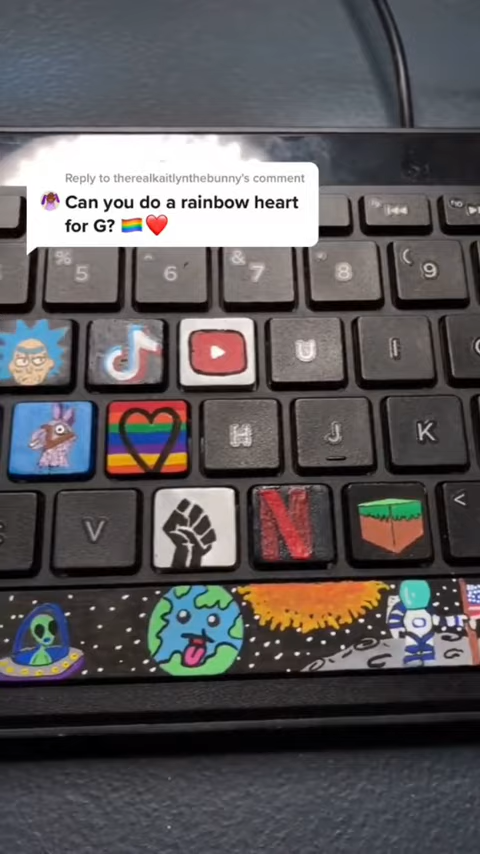 Reply to therealkaitlynthebunny's comment
Can you do a rainbow heart
for G? 🏳️‍🌈❤️
% 5 ^ 6 & 7 * 8 ( 9
U I
H J K
V N <